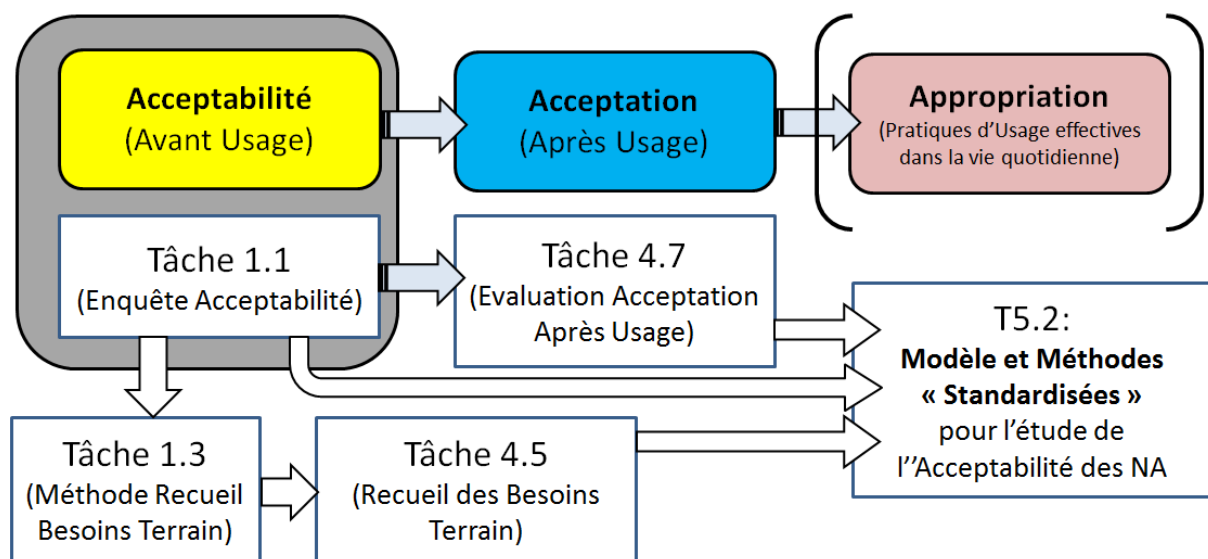 Acceptabilité
(Avant Usage)
Acceptation
(Après Usage)
Appropriation
(Pratiques d'Usage effectives
dans la vie quotidienne)
Tâche 1.1
(Enquête Acceptabilité)
Tâche 4.7
(Evaluation Acceptation
Après Usage)
T5.2:
Modèle et Méthodes
« Standardisées »
pour l'étude de
l''Acceptabilité des NA
Tâche 1.3
(Méthode Recueil
Besoins Terrain)
Tâche 4.5
(Recueil des Besoins
Terrain)